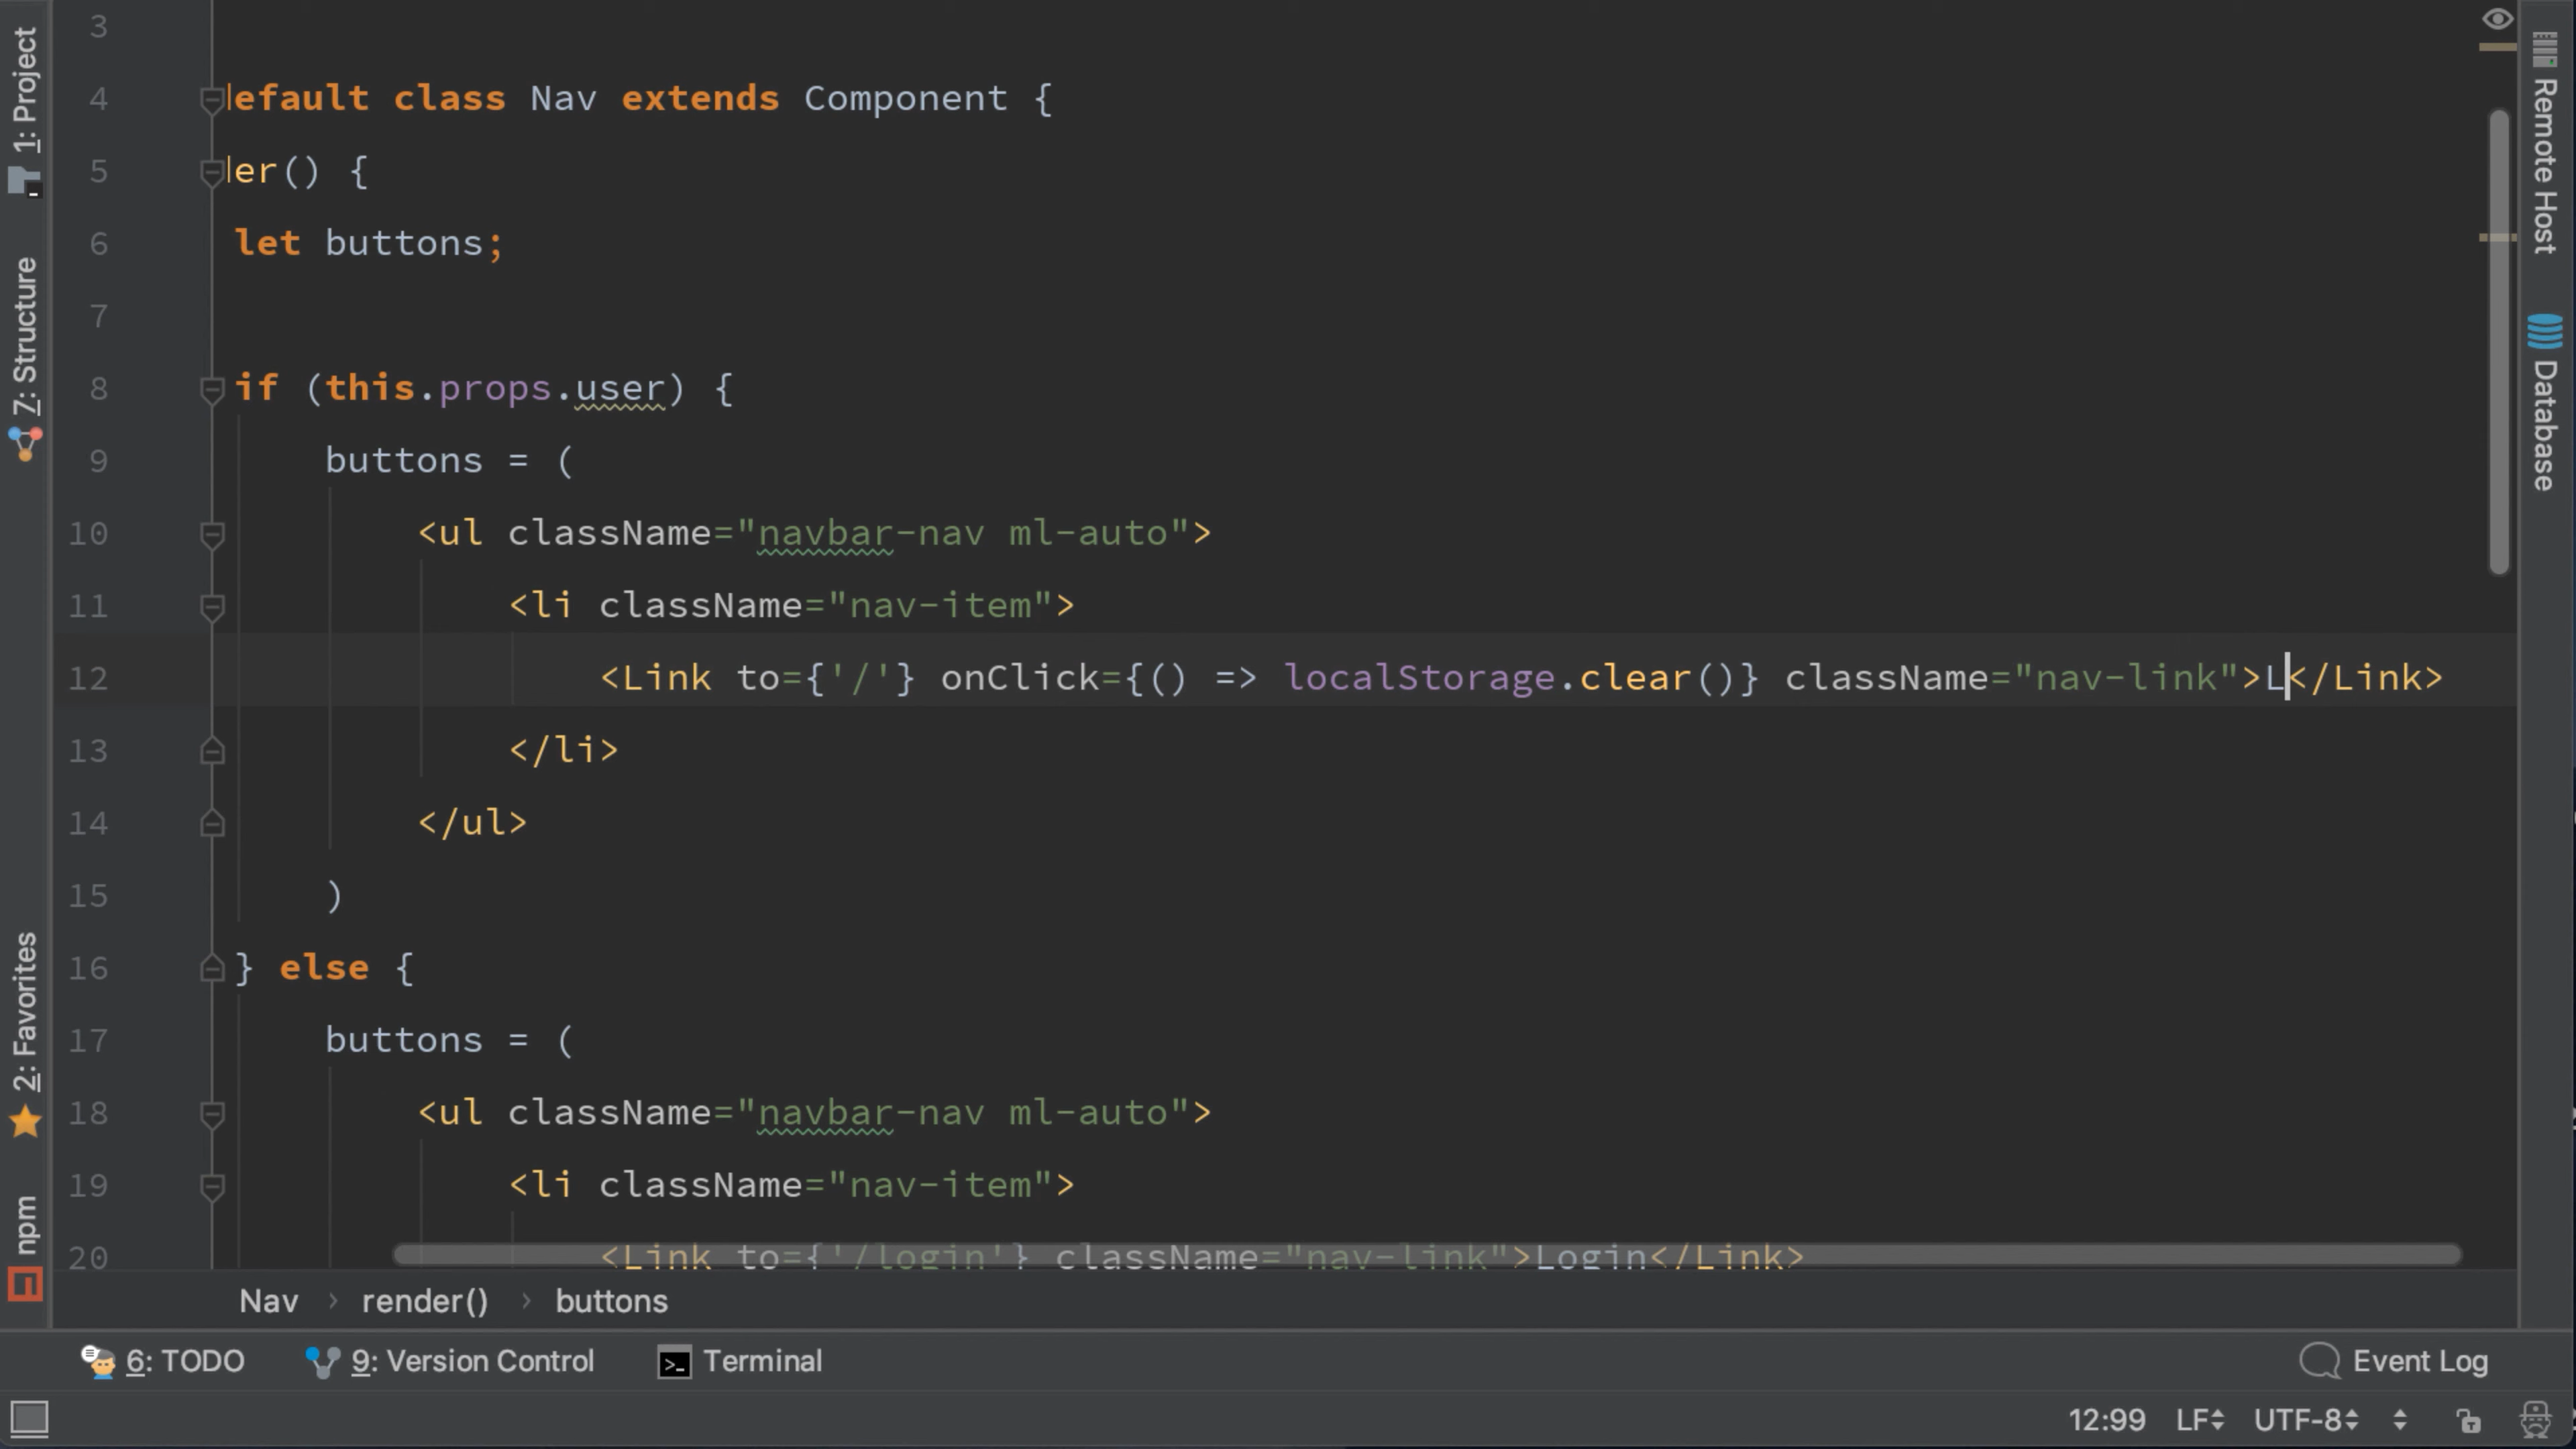 1: Project
7: Structure
2: Favorites
npm
3
4 efault class Nav extends Component {
5 er() {
6 let buttons;
7
8 if (this.props.user) {
9 buttons = (
10 <ul className="navbar-nav ml-auto">
11 <li className="nav-item">
12 <Link to={'/'} onClick={() => localStorage.clear()} className="nav-link">L</Link>
13 </li>
14 </ul>
15 )
16 } else {
17 buttons = (
18 <ul className="navbar-nav ml-auto">
19 <li className="nav-item">
20 <Link to={'/login'} className="nav-link">Login</Link>
Remote Host
Database
Nav › render() › buttons
6: TODO 9: Version Control Terminal Event Log
12:99 LF UTF-8